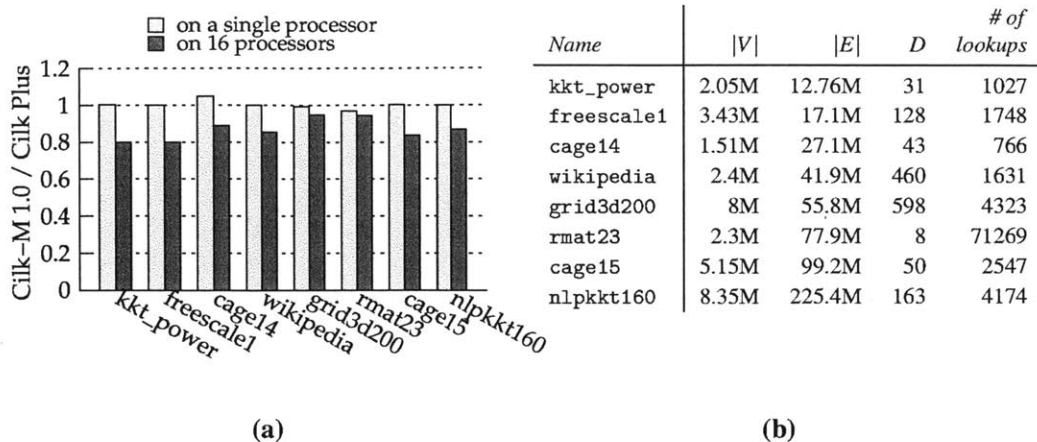 on a single processor
on 16 processors
Cilk–M 1.0 / Cilk Plus
1.2
1
0.8
0.6
0.4
0.2
0
kkt_power
freescale1
cage14
wikipedia
grid3d200
rmat23
cage15
nlpkkt160
(a)
# of
Name |V| |E| D lookups
kkt_power 2.05M 12.76M 31 1027
freescale1 3.43M 17.1M 128 1748
cage14 1.51M 27.1M 43 766
wikipedia 2.4M 41.9M 460 1631
grid3d200 8M 55.8M 598 4323
rmat23 2.3M 77.9M 8 71269
cage15 5.15M 99.2M 50 2547
nlpkkt160 8.35M 225.4M 163 4174
(b)